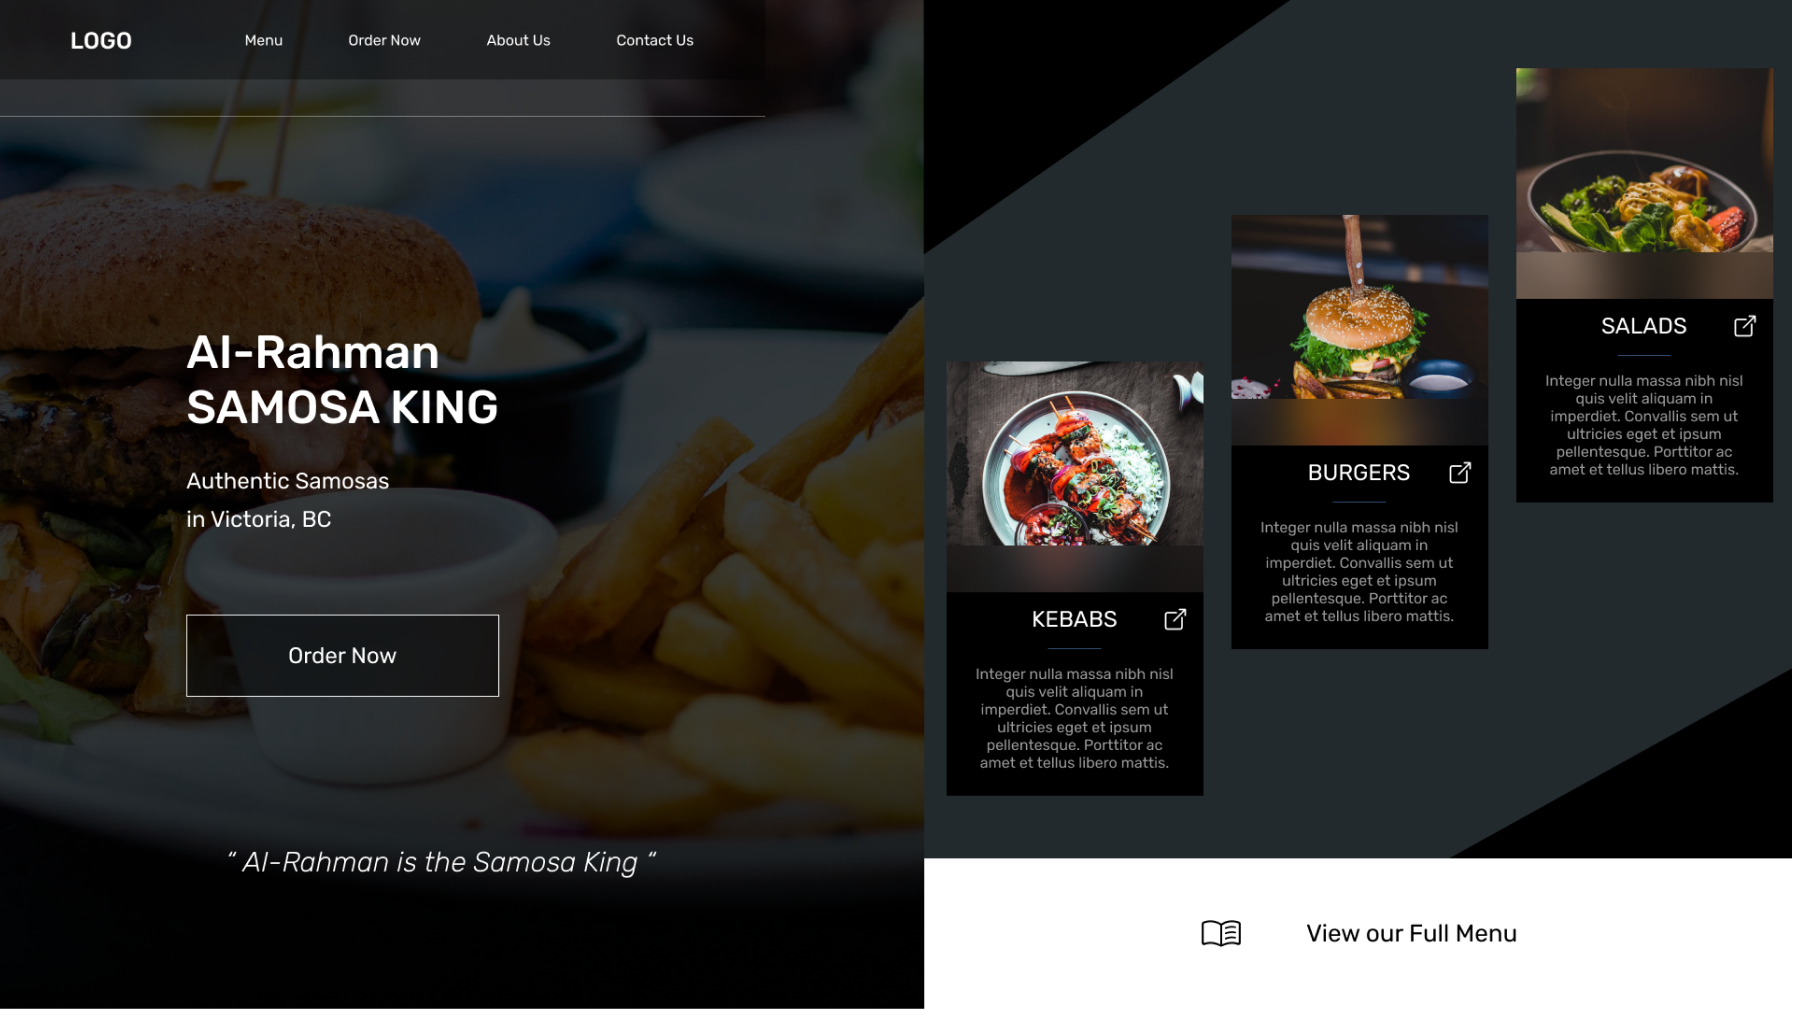 LOGO
Menu
Order Now
About Us
Contact Us
Al-Rahman
SAMOSA KING
Authentic Samosas
in Victoria, BC
Order Now
“ Al-Rahman is the Samosa King “
KEBABS
Integer nulla massa nibh nisl
quis velit aliquam in
imperdiet. Convallis sem ut
ultricies eget et ipsum
pellentesque. Porttitor ac
amet et tellus libero mattis.
BURGERS
Integer nulla massa nibh nisl
quis velit aliquam in
imperdiet. Convallis sem ut
ultricies eget et ipsum
pellentesque. Porttitor ac
amet et tellus libero mattis.
SALADS
Integer nulla massa nibh nisl
quis velit aliquam in
imperdiet. Convallis sem ut
ultricies eget et ipsum
pellentesque. Porttitor ac
amet et tellus libero mattis.
View our Full Menu